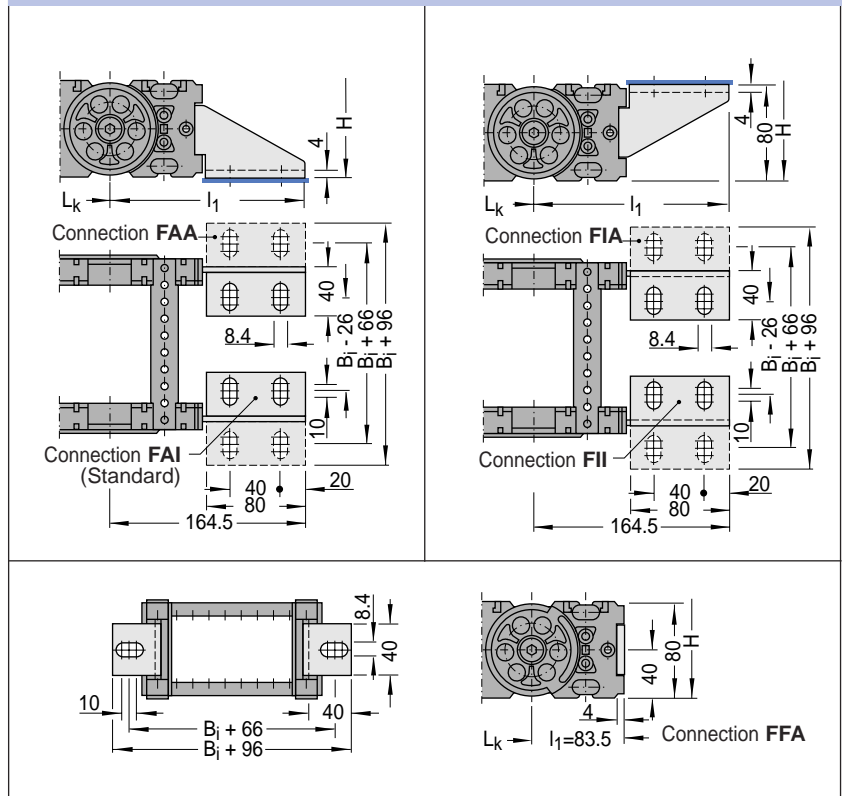 4
H
Lk
l1
Connection FAA
40
8.4
Bi - 26
Bi + 66
Bi + 96
10
Connection FAI
(Standard)
40
20
80
164.5
4
80
H
Lk
l1
Connection FIA
40
8.4
Bi - 26
Bi + 66
Bi + 96
10
Connection FII
40
20
80
164.5
8.4
40
10
40
Bi + 66
Bi + 96
40
80
H
4
Lk
l1=83.5
Connection FFA